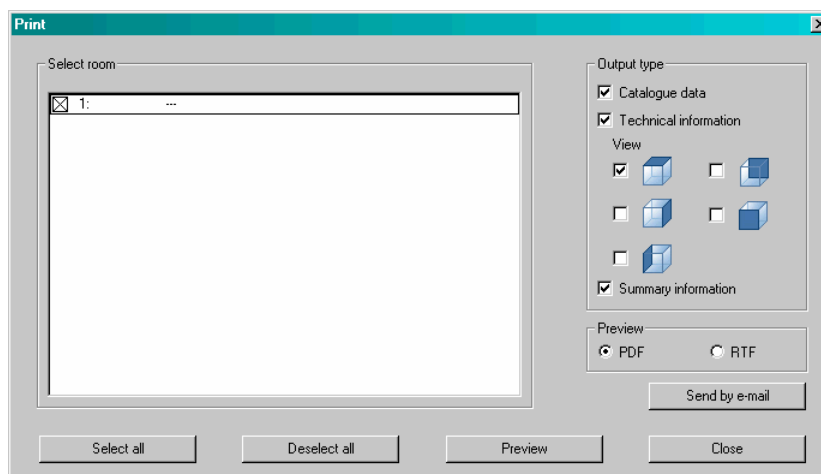 Print
Select room
1: ---
Output type
Catalogue data
Technical information
View
Summary information
Preview
PDF RTF
Send by e-mail
Select all Deselect all Preview Close